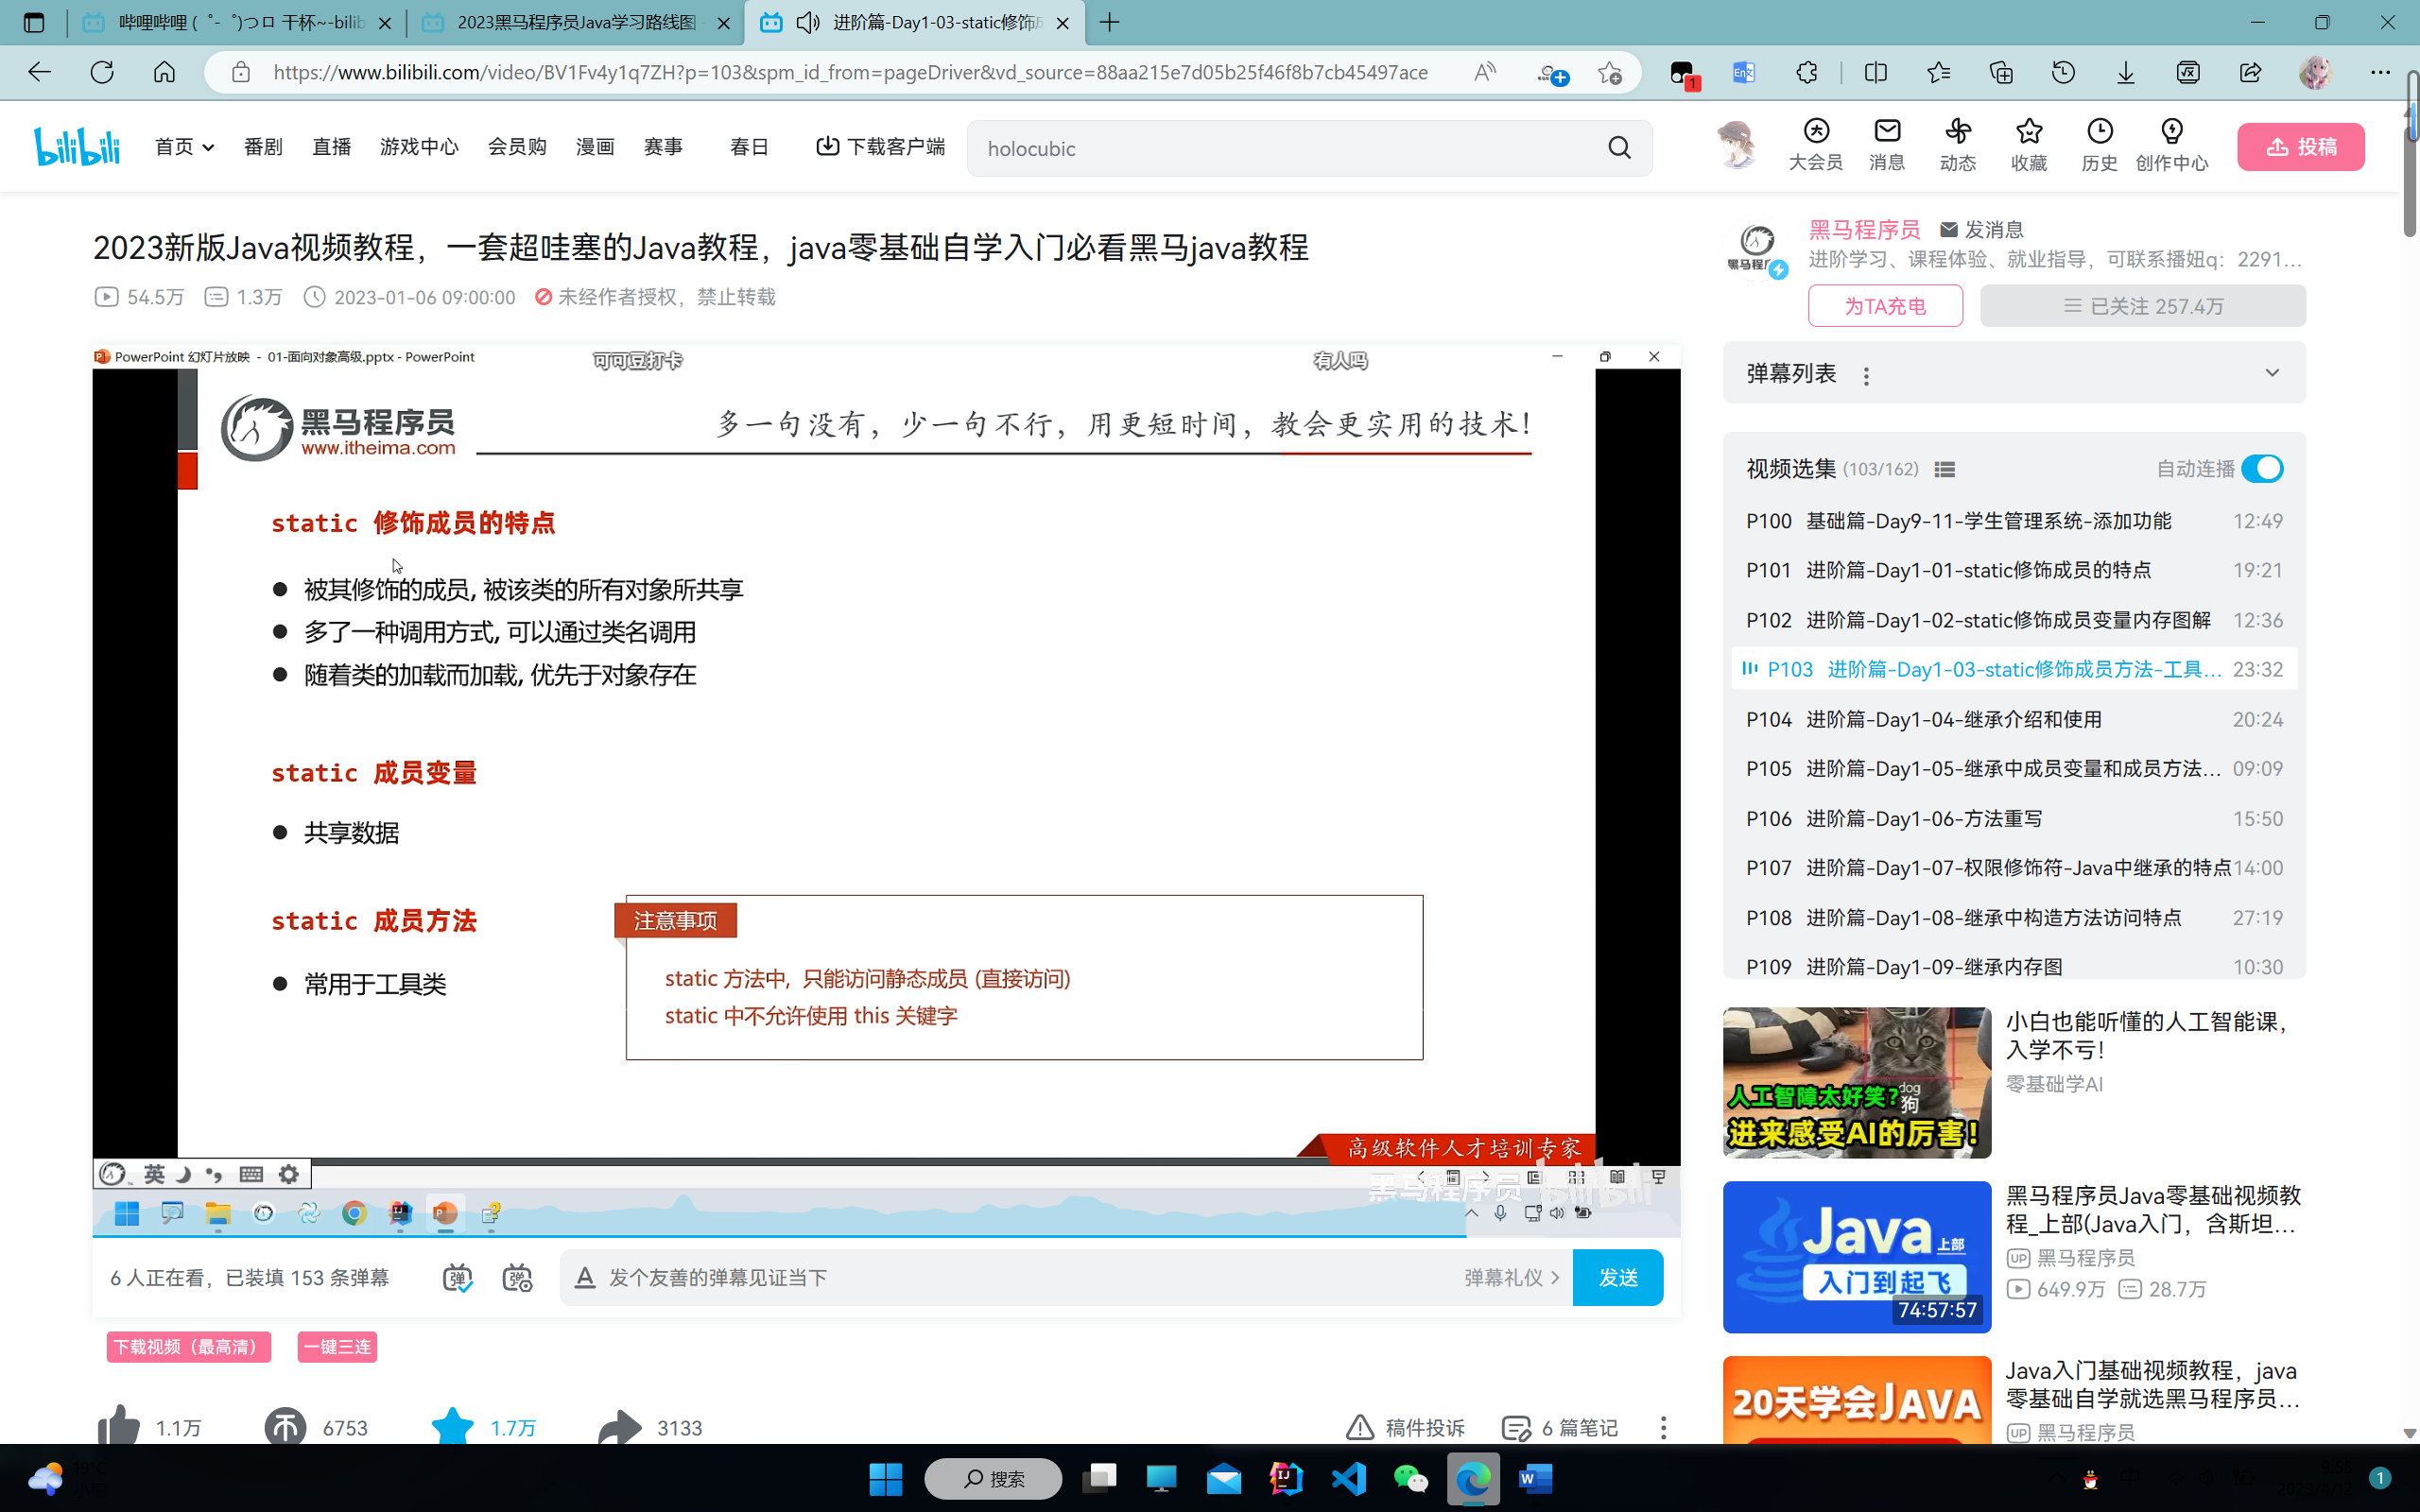 哔哩哔哩 (゜-゜)つロ 干杯~-bilib
2023黑马程序员Java学习路线图
进阶篇-Day1-03-static修饰成
https://www.bilibili.com/video/BV1Fv4y1q7ZH?p=103&spm_id_from=pageDriver&vd_source=88aa215e7d05b25f46f8b7cb45497ace
1
bilibili
首页
番剧
直播
游戏中心
会员购
漫画
赛事
春日
下载客户端
holocubic
大会员
消息
动态
收藏
历史
创作中心
投稿
2023新版Java视频教程，一套超哇塞的Java教程，java零基础自学入门必看黑马java教程
54.5万 1.3万 2023-01-06 09:00:00 未经作者授权，禁止转载
黑马程序员 发消息
进阶学习、课程体验、就业指导，可联系播妞q：2291...
为TA充电
已关注 257.4万
PowerPoint 幻灯片放映 - 01-面向对象高级.pptx - PowerPoint
可可豆打卡
有人吗
黑马程序员
www.itheima.com
多一句没有，少一句不行，用更短时间，教会更实用的技术！
static 修饰成员的特点
● 被其修饰的成员, 被该类的所有对象所共享
● 多了一种调用方式, 可以通过类名调用
● 随着类的加载而加载, 优先于对象存在
static 成员变量
● 共享数据
static 成员方法
● 常用于工具类
注意事项
static 方法中, 只能访问静态成员 (直接访问)
static 中不允许使用 this 关键字
高级软件人才培训专家
英
黑马程序员 bilibili
6 人正在看，已装填 153 条弹幕
发个友善的弹幕见证当下
弹幕礼仪 >
发送
下载视频（最高清）
一键三连
1.1万
6753
1.7万
3133
稿件投诉
6 篇笔记
弹幕列表
视频选集 (103/162)
自动连播
P100 基础篇-Day9-11-学生管理系统-添加功能 12:49
P101 进阶篇-Day1-01-static修饰成员的特点 19:21
P102 进阶篇-Day1-02-static修饰成员变量内存图解 12:36
P103 进阶篇-Day1-03-static修饰成员方法-工具... 23:32
P104 进阶篇-Day1-04-继承介绍和使用 20:24
P105 进阶篇-Day1-05-继承中成员变量和成员方法... 09:09
P106 进阶篇-Day1-06-方法重写 15:50
P107 进阶篇-Day1-07-权限修饰符-Java中继承的特点 14:00
P108 进阶篇-Day1-08-继承中构造方法访问特点 27:19
P109 进阶篇-Day1-09-继承内存图 10:30
dog
狗
人工智障太好笑?
进来感受AI的厉害!
小白也能听懂的人工智能课，
入学不亏！
零基础学AI
Java 上部
入门到起飞
74:57:57
黑马程序员Java零基础视频教
程_上部(Java入门，含斯坦...
UP 黑马程序员
649.9万 28.7万
20天学会JAVA
Java入门基础视频教程，java
零基础自学就选黑马程序员...
UP 黑马程序员
搜索
1